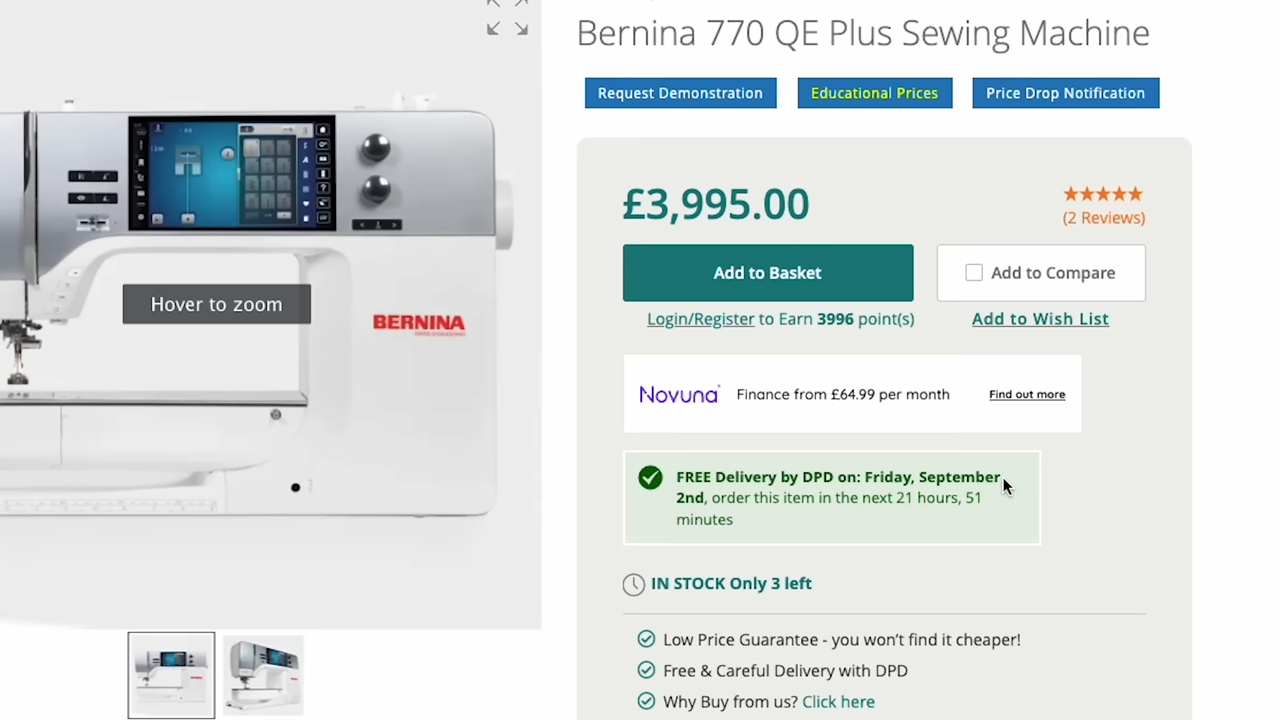 Bernina 770 QE Plus Sewing Machine
Request Demonstration
Educational Prices
Price Drop Notification
£3,995.00
(2 Reviews)
Add to Basket
Add to Compare
Login/Register to Earn 3996 point(s)
Add to Wish List
Hover to zoom
BERNINA
Novuna
Finance from £64.99 per month
Find out more
FREE Delivery by DPD on: Friday, September
2nd, order this item in the next 21 hours, 51
minutes
IN STOCK Only 3 left
Low Price Guarantee - you won't find it cheaper!
Free & Careful Delivery with DPD
Why Buy from us? Click here